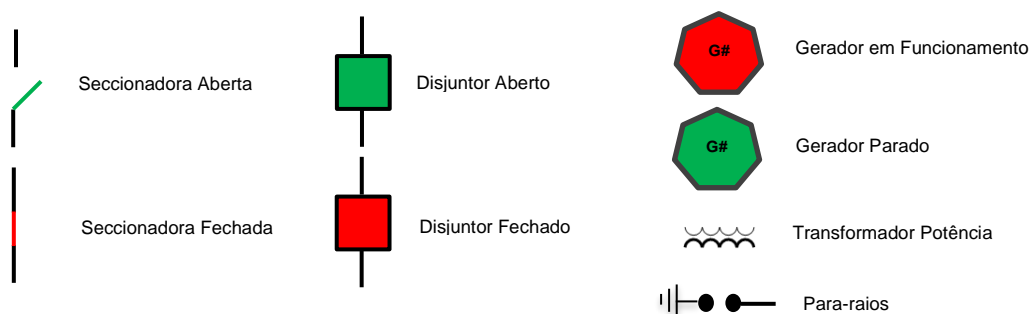 Seccionadora Aberta
Disjuntor Aberto
G#
Gerador em Funcionamento
G#
Gerador Parado
Seccionadora Fechada
Disjuntor Fechado
Transformador Potência
Para-raios